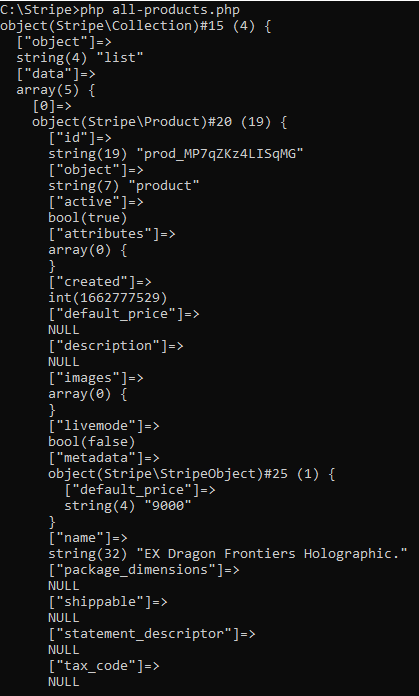 C:\Stripe>php all-products.php
object(Stripe\Collection)#15 (4) {
  ["object"]=>
  string(4) "list"
  ["data"]=>
  array(5) {
    [0]=>
    object(Stripe\Product)#20 (19) {
      ["id"]=>
      string(19) "prod_MP7qZKz4LISqMG"
      ["object"]=>
      string(7) "product"
      ["active"]=>
      bool(true)
      ["attributes"]=>
      array(0) {
      }
      ["created"]=>
      int(1662777529)
      ["default_price"]=>
      NULL
      ["description"]=>
      NULL
      ["images"]=>
      array(0) {
      }
      ["livemode"]=>
      bool(false)
      ["metadata"]=>
      object(Stripe\StripeObject)#25 (1) {
        ["default_price"]=>
        string(4) "9000"
      }
      ["name"]=>
      string(32) "EX Dragon Frontiers Holographic."
      ["package_dimensions"]=>
      NULL
      ["shippable"]=>
      NULL
      ["statement_descriptor"]=>
      NULL
      ["tax_code"]=>
      NULL